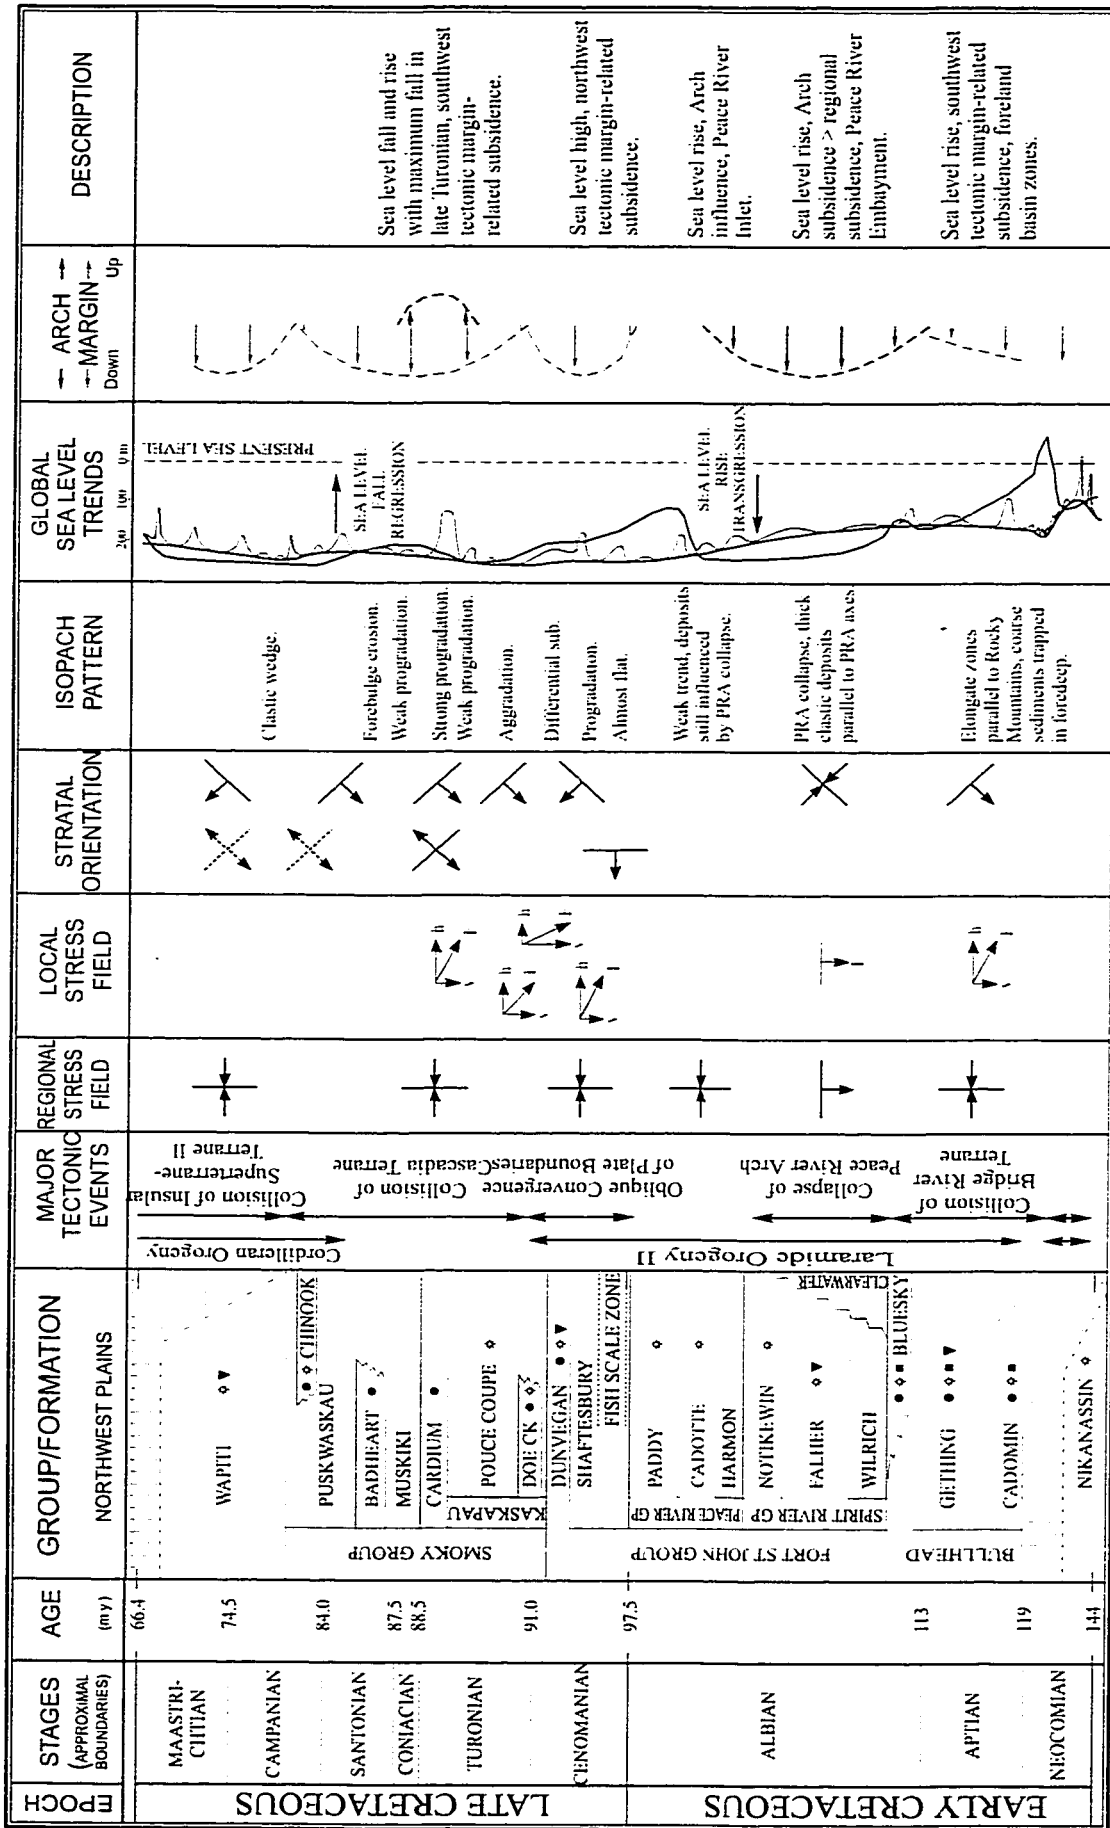 EPOCH
STAGES
(APPROXIMAL
BOUNDARIES)
AGE
(my)
GROUP/FORMATION
NORTHWEST PLAINS
MAJOR
TECTONIC
EVENTS
REGIONAL
STRESS
FIELD
LOCAL
STRESS
FIELD
STRATAL
ORIENTATION
ISOPACH
PATTERN
GLOBAL
SEA LEVEL
TRENDS
200
100
0 m
← ARCH →
← MARGIN →
Down
Up
DESCRIPTION
LATE CRETACEOUS
EARLY CRETACEOUS
MAASTRI-
CHTIAN
CAMPANIAN
SANTONIAN
CONIACIAN
TURONIAN
CENOMANIAN
ALBIAN
APTIAN
NEOCOMIAN
66.4
74.5
84.0
87.5
88.5
91.0
97.5
113
119
144
SMOKY GROUP
FORT ST JOHN GROUP
BULLHEAD
KASKAPAU
PEACE RIVER GP
SPIRIT RIVER GP
WAPITI
CHINOOK
PUSKWASKAU
BADHEART
MUSKIKI
CARDIUM
POUCE COUPE
DOE CK
DUNVEGAN
SHAFTESBURY
FISH SCALE ZONE
PADDY
CADOTTE
HARMON
NOTIKEWIN
FALHER
WILRICH
CLEARWATER
BLUESKY
GETHING
CADOMIN
NIKANASSIN
Cordilleran Orogeny
Laramide Orogeny II
Collision of Insular
Superterrane-
Terrane II
Collision of
Cascadia Terrane
Oblique Convergence
of Plate Boundaries
Collapse of
Peace River Arch
Collision of
Bridge River
Terrane
Clastic wedge.
Forebulge erosion.
Weak progradation.
Strong progradation.
Weak progradation.
Aggradation.
Differential sub.
Progradation.
Almost flat.
Weak trend, deposits
still influenced
by PRA collapse.
PRA collapse, thick
clastic deposits
parallel to PRA axes.
Elongate zones,
parallel to Rocky
Mountains, coarse
sediments trapped
in foredeep.
PRESENT SEA LEVEL
SEA LEVEL
FALL
REGRESSION
SEA LEVEL
RISE
TRANSGRESSION
Sea level fall and rise
with maximum fall in
late Turonian, southwest
tectonic margin-
related subsidence.
Sea level high, northwest
tectonic margin-related
subsidence.
Sea level rise, Arch
influence, Peace River
Inlet.
Sea level rise, Arch
subsidence > regional
subsidence, Peace River
Embayment.
Sea level rise, southwest
tectonic margin-related
subsidence, foreland
basin zones.